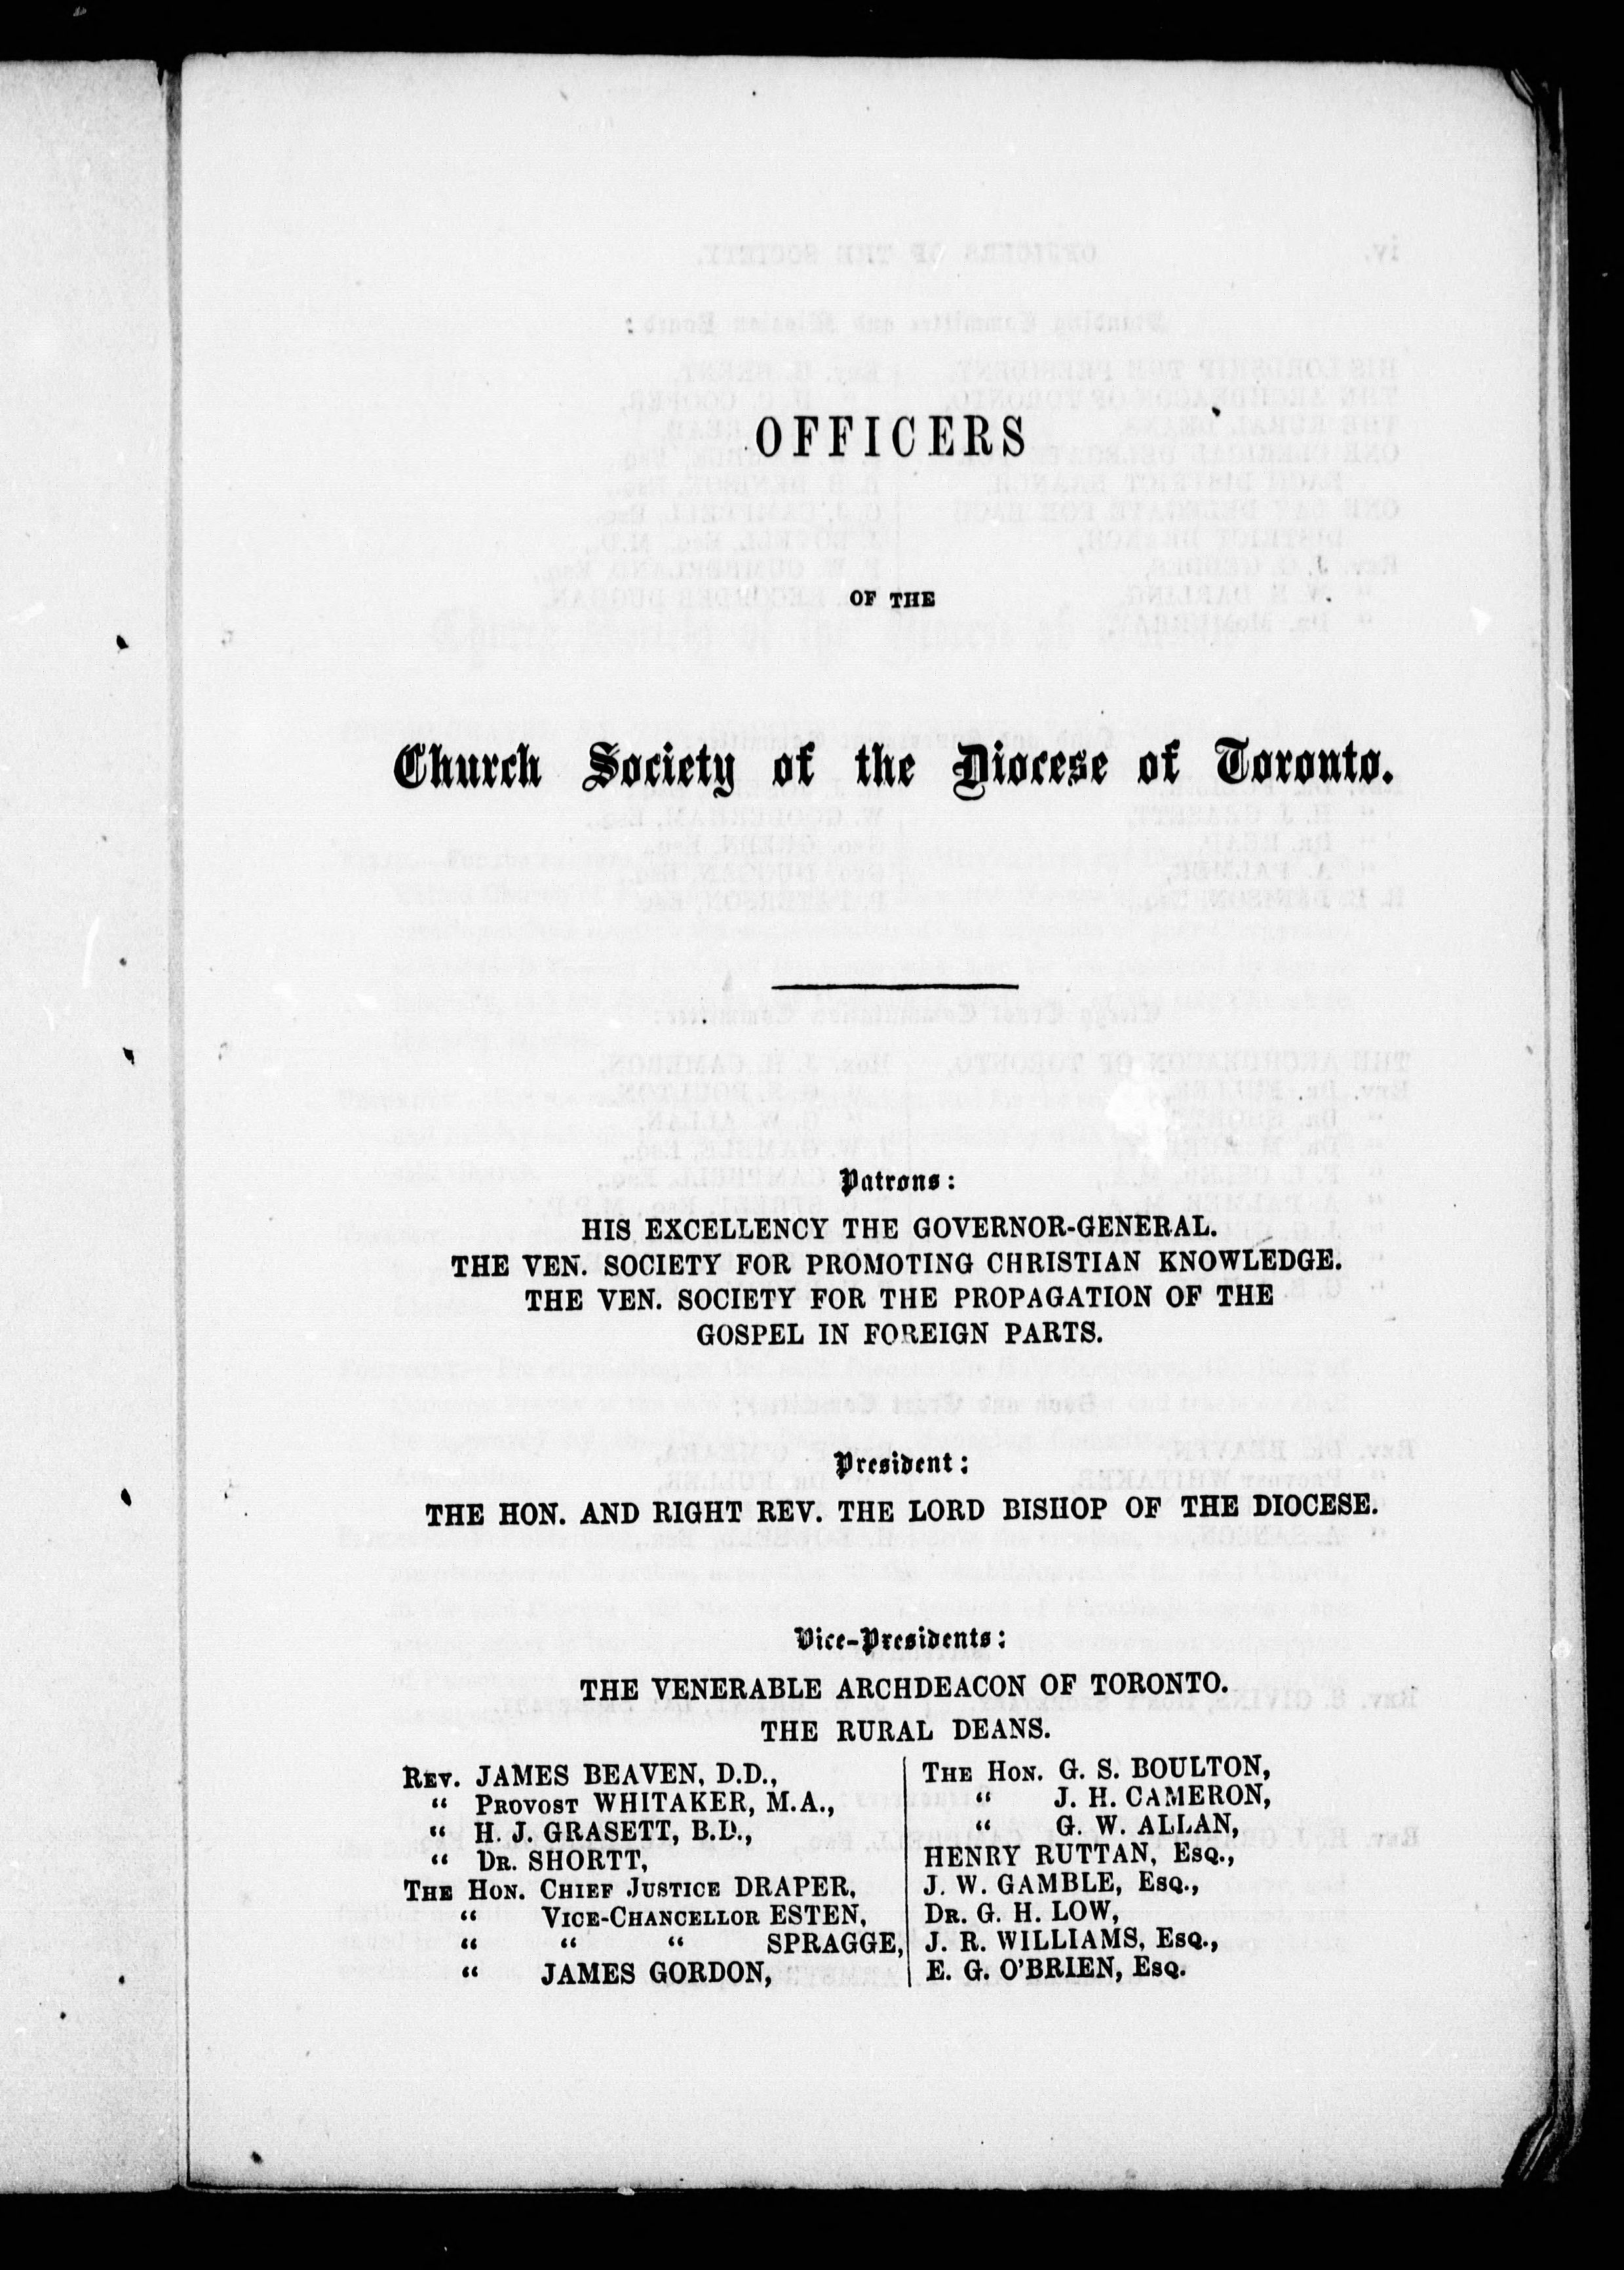 OFFICERS
OF THE
Church Society of the Diocese of Toronto.
Patrons:
HIS EXCELLENCY THE GOVERNOR-GENERAL.
THE VEN. SOCIETY FOR PROMOTING CHRISTIAN KNOWLEDGE.
THE VEN. SOCIETY FOR THE PROPAGATION OF THE
GOSPEL IN FOREIGN PARTS.
President:
THE HON. AND RIGHT REV. THE LORD BISHOP OF THE DIOCESE.
Vice-Presidents:
THE VENERABLE ARCHDEACON OF TORONTO.
THE RURAL DEANS.
REV. JAMES BEAVEN, D.D.,
“ PROVOST WHITAKER, M.A.,
“ H. J. GRASETT, B.D.,
“ DR. SHORTT,
THE HON. CHIEF JUSTICE DRAPER,
“ VICE-CHANCELLOR ESTEN,
“ “ “ SPRAGGE,
“ JAMES GORDON,
THE HON. G. S. BOULTON,
“ J. H. CAMERON,
“ G. W. ALLAN,
HENRY RUTTAN, ESQ.,
J. W. GAMBLE, ESQ.,
DR. G. H. LOW,
J. R. WILLIAMS, ESQ.,
E. G. O'BRIEN, ESQ.